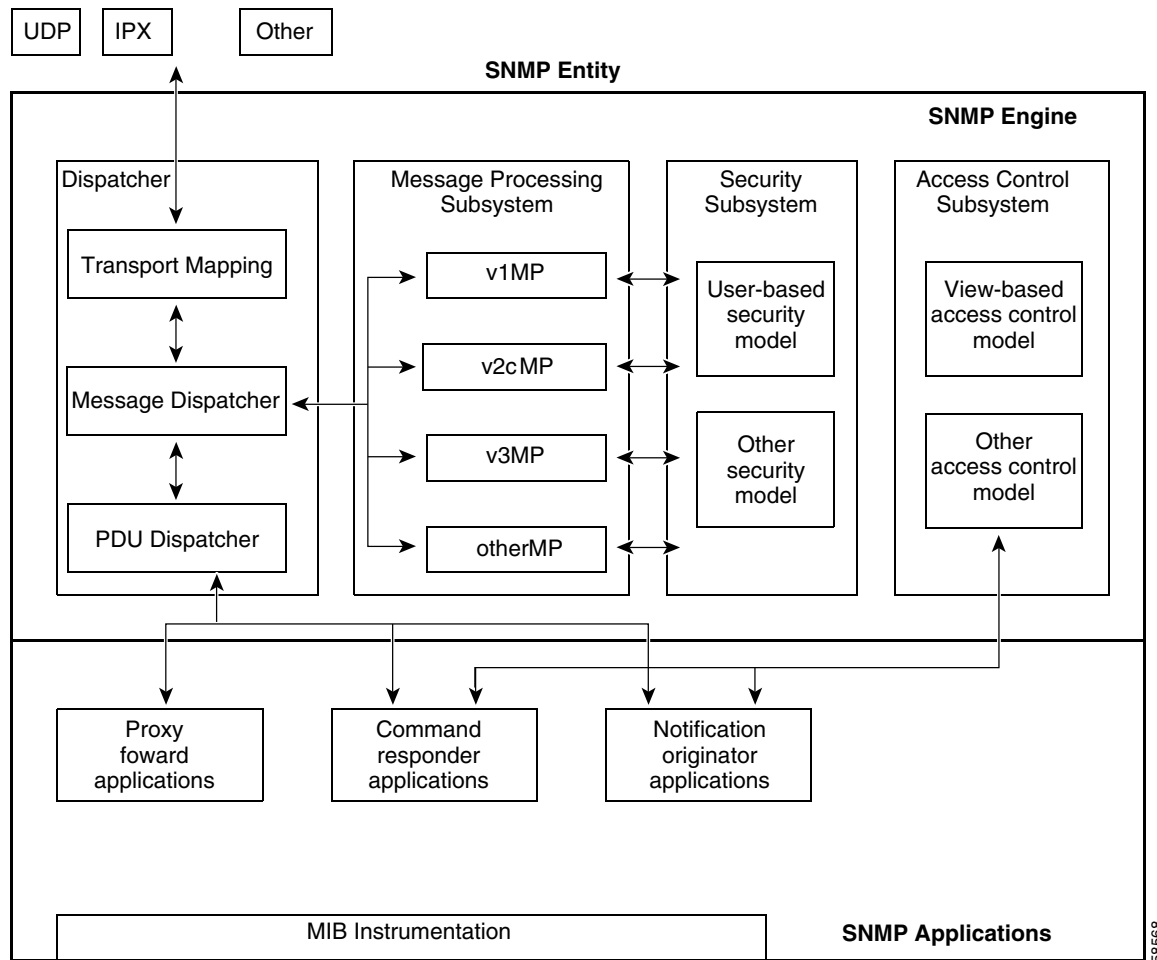 UDP
IPX
Other
SNMP Entity
SNMP Engine
Dispatcher
Transport Mapping
Message Dispatcher
PDU Dispatcher
Message Processing
Subsystem
v1MP
v2cMP
v3MP
otherMP
Security
Subsystem
User-based
security
model
Other
security
model
Access Control
Subsystem
View-based
access control
model
Other
access control
model
Proxy
foward
applications
Command
responder
applications
Notification
originator
applications
MIB Instrumentation
SNMP Applications
58568